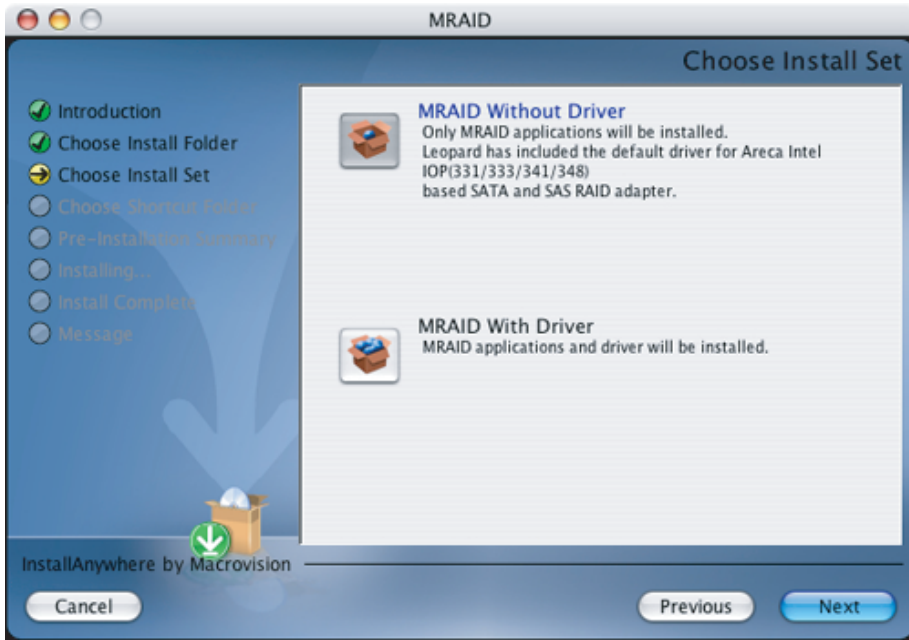 MRAID
Choose Install Set
Introduction
Choose Install Folder
Choose Install Set
Choose Shortcut Folder
Pre-Installation Summary
Installing...
Install Complete
Message
MRAID Without Driver
Only MRAID applications will be installed.
Leopard has included the default driver for Areca Intel
IOP(331/333/341/348)
based SATA and SAS RAID adapter.
MRAID With Driver
MRAID applications and driver will be installed.
InstallAnywhere by Macrovision
Cancel
Previous
Next